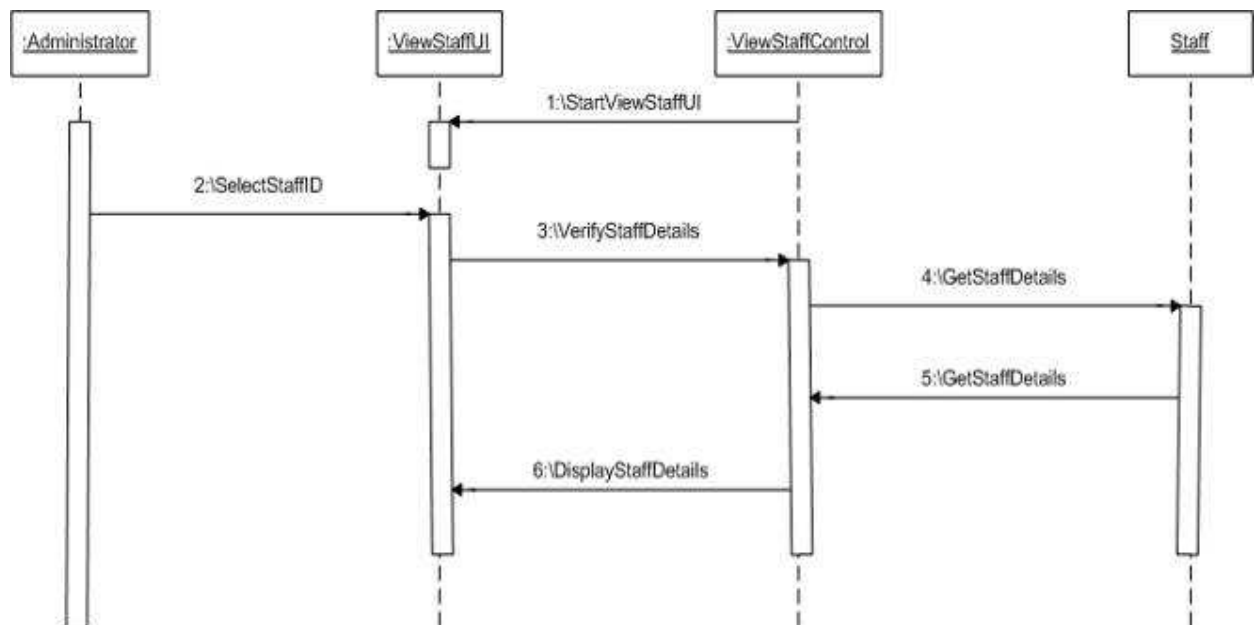 :Administrator
:ViewStaffUI
:ViewStaffControl
Staff
1:\StartViewStaffUI
2:\SelectStaffID
3:\VerifyStaffDetails
4:\GetStaffDetails
5:\GetStaffDetails
6:\DisplayStaffDetails